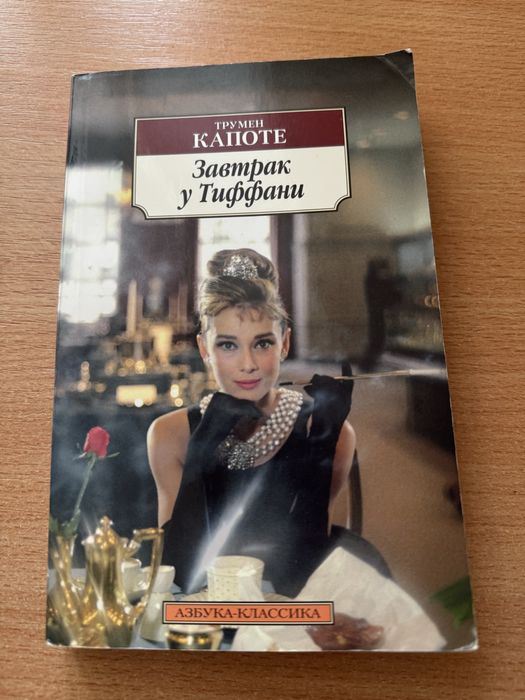 ТРУМЕН
КАПОТЕ
Завтрак
у Тиффани
АЗБУКА-КЛАССИКА